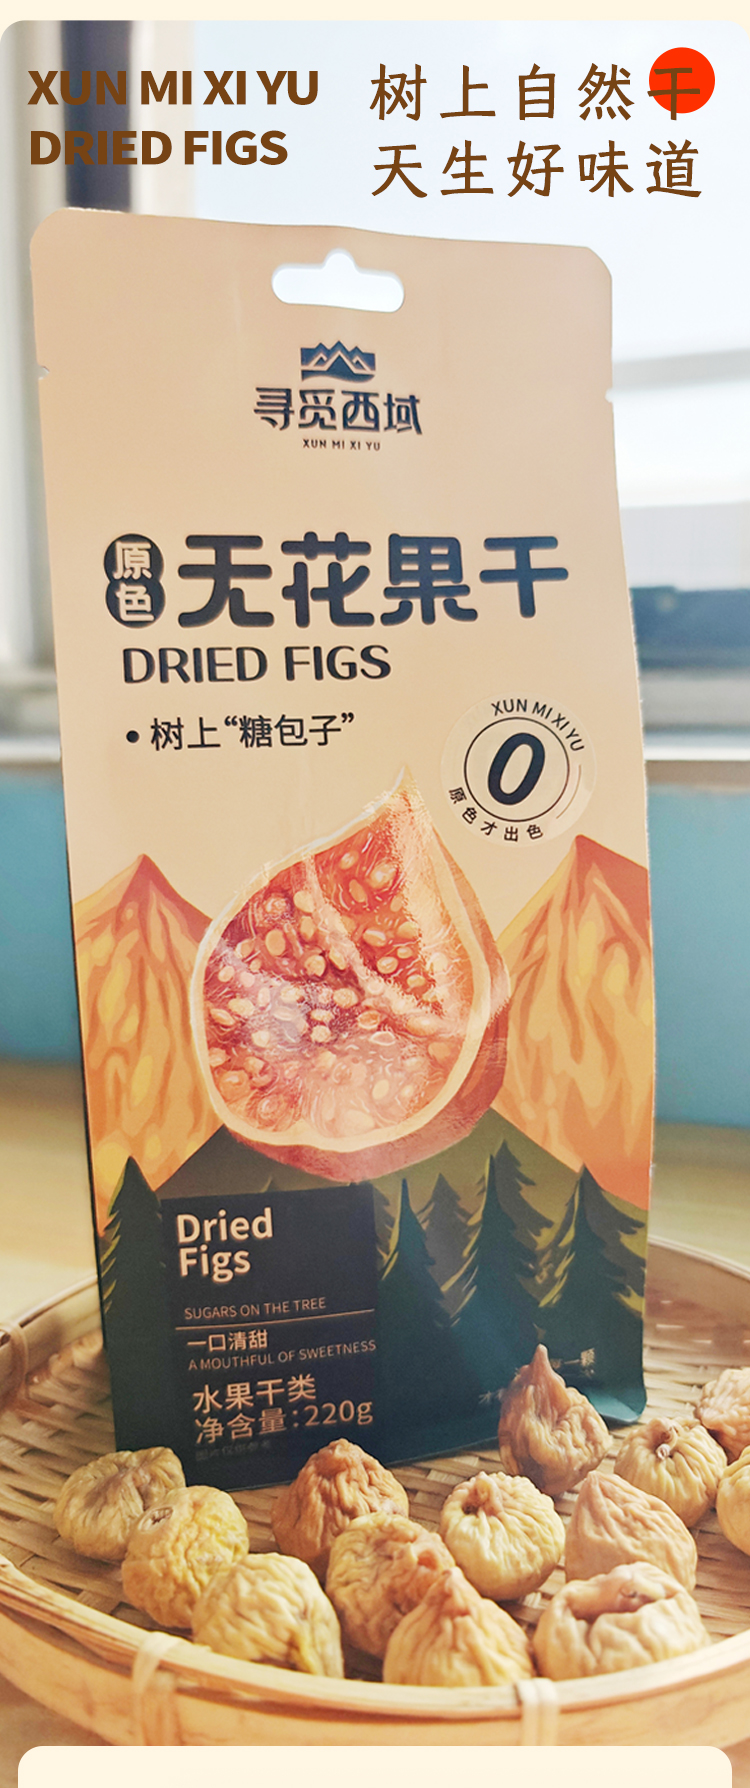 XUN MI XI YU
DRIED FIGS
树上自然干
天生好味道
寻觅西域
XUN MI XI YU
原色
无花果干
DRIED FIGS
•树上“糖包子”
XUN MI XI YU
0
原色才出色
Dried
Figs
SUGARS ON THE TREE
一口清甜
A MOUTHFUL OF SWEETNESS
水果干类
净含量:220g
一颗